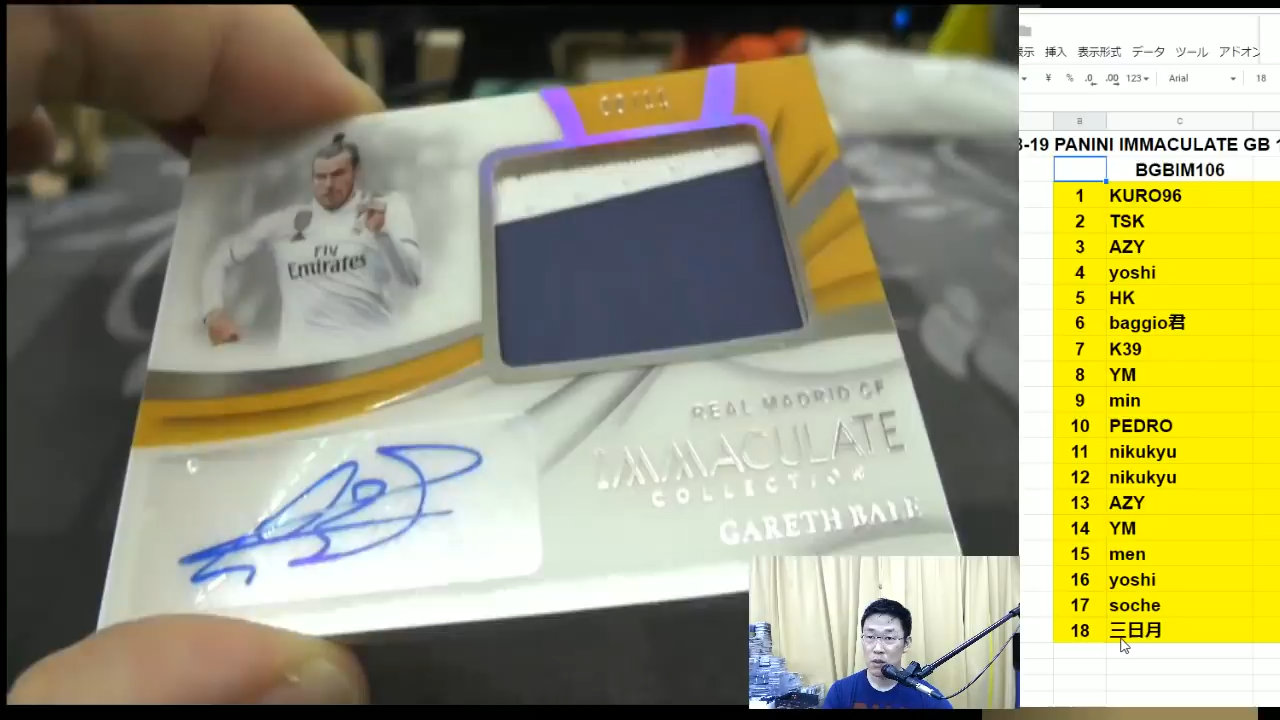 Fly
Emirates
REAL MADRID CF
IMMACULATE
COLLECTION
GARETH BALE
表示 挿入 表示形式 データ ツール アドオン
¥ % .0 .00 123 Arial 18
B C
-19 PANINI IMMACULATE GB 1
BGBIM106
1 KURO96
2 TSK
3 AZY
4 yoshi
5 HK
6 baggio君
7 K39
8 YM
9 min
10 PEDRO
11 nikukyu
12 nikukyu
13 AZY
14 YM
15 men
16 yoshi
17 soche
18 三日月